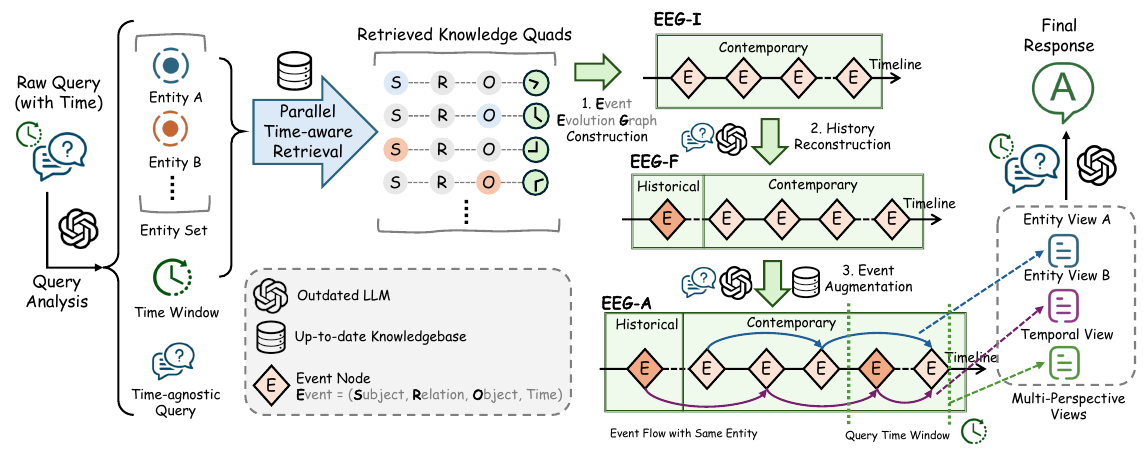 Raw Query
(with Time)
?
Query
Analysis
Entity A
Entity B
Entity Set
Time Window
?
Time-agnostic
Query
Parallel
Time-aware
Retrieval
Retrieved Knowledge Quads
S R O
S R O
S R O
S R O
Outdated LLM
Up-to-date Knowledgebase
E
Event Node
Event = (Subject, Relation, Object, Time)
1. Event
Evolution Graph
Construction
EEG-I
Contemporary
Timeline
E E E E
?
2. History
Reconstruction
EEG-F
Historical
Contemporary
Timeline
E E E E E
?
3. Event
Augmentation
EEG-A
Historical
Contemporary
Timeline
E E E E E E
Event Flow with Same Entity
Query Time Window
Final
Response
A
?
Entity View A
Entity View B
Temporal View
Multi-Perspective
Views